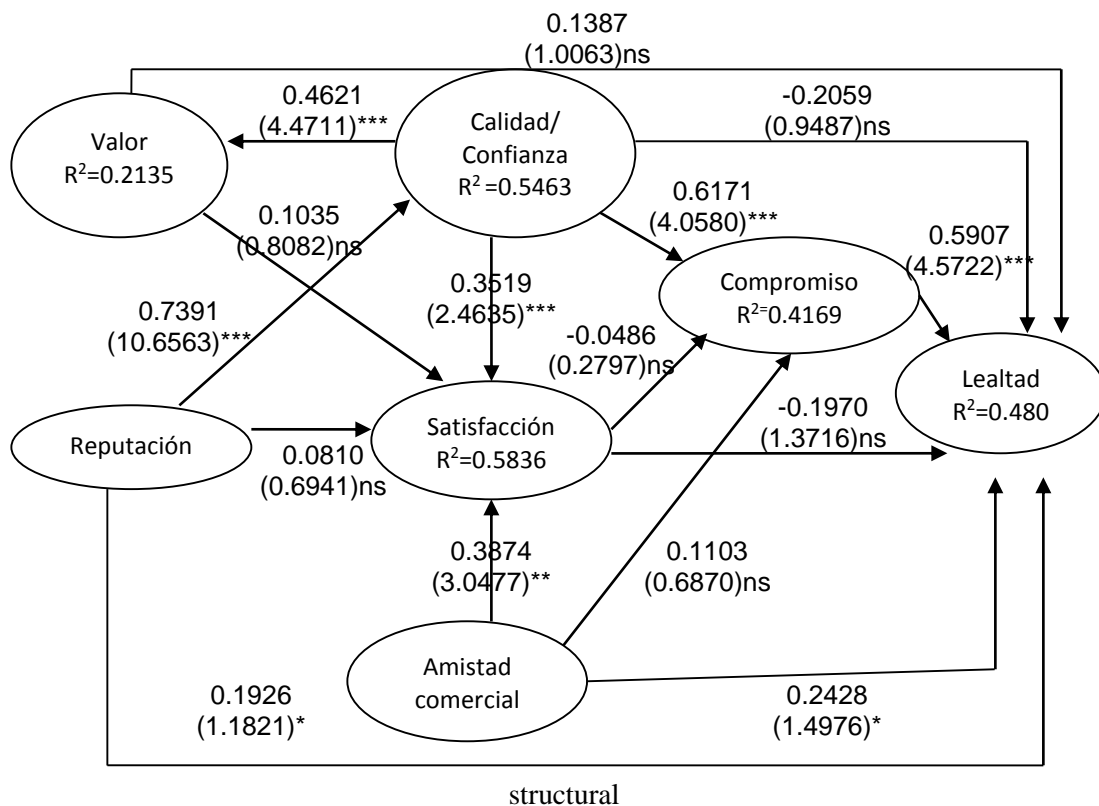 0.1387
(1.0063)ns
0.4621
(4.4711)***
-0.2059
(0.9487)ns
Valor
R²=0.2135
Calidad/
Confianza
R² =0.5463
0.6171
(4.0580)***
0.1035
(0.8082)ns
0.5907
(4.5722)***
Compromiso
R²⁼0.4169
0.3519
(2.4635)***
0.7391
(10.6563)***
-0.0486
(0.2797)ns
Lealtad
R²=0.480
Satisfacción
R²=0.5836
-0.1970
(1.3716)ns
Reputación
0.0810
(0.6941)ns
0.3874
(3.0477)**
0.1103
(0.6870)ns
Amistad
comercial
0.1926
(1.1821)*
0.2428
(1.4976)*
structural